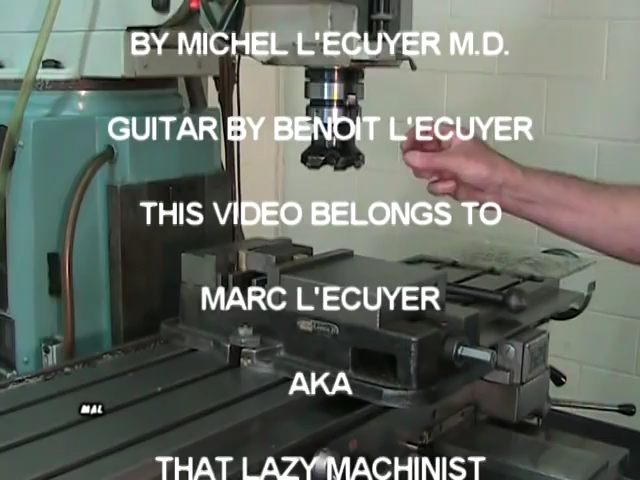 BY MICHEL L'ECUYER M.D.
GUITAR BY BENOIT L'ECUYER
THIS VIDEO BELONGS TO
MARC L'ECUYER
AKA
MAL
THAT LAZY MACHINIST